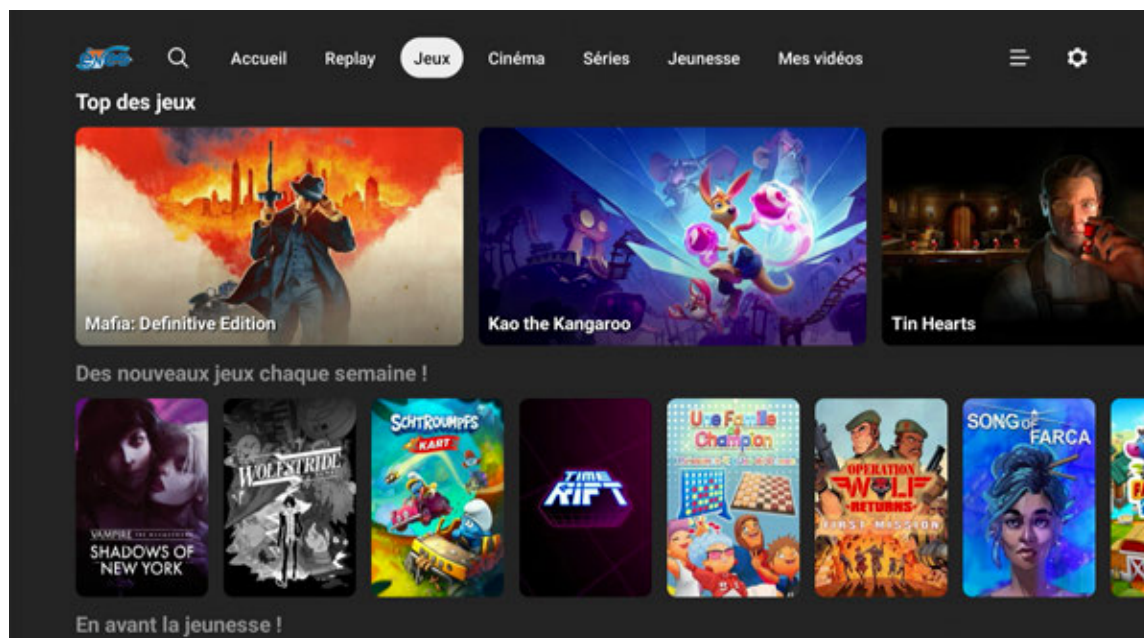 Accueil Replay Jeux Cinéma Séries Jeunesse Mes vidéos
Top des jeux
Mafia: Definitive Edition
Kao the Kangaroo
Tin Hearts
Des nouveaux jeux chaque semaine !
VAMPIRE
SHADOWS OF
NEW YORK
WOLFSTRIDE
SCHTROUMPFS
KART
TIME
RIFT
Une Famille
Champion
OPERATION
WOLF
RETURNS
FIRST MISSION
SONG OF
FARCA
En avant la jeunesse !